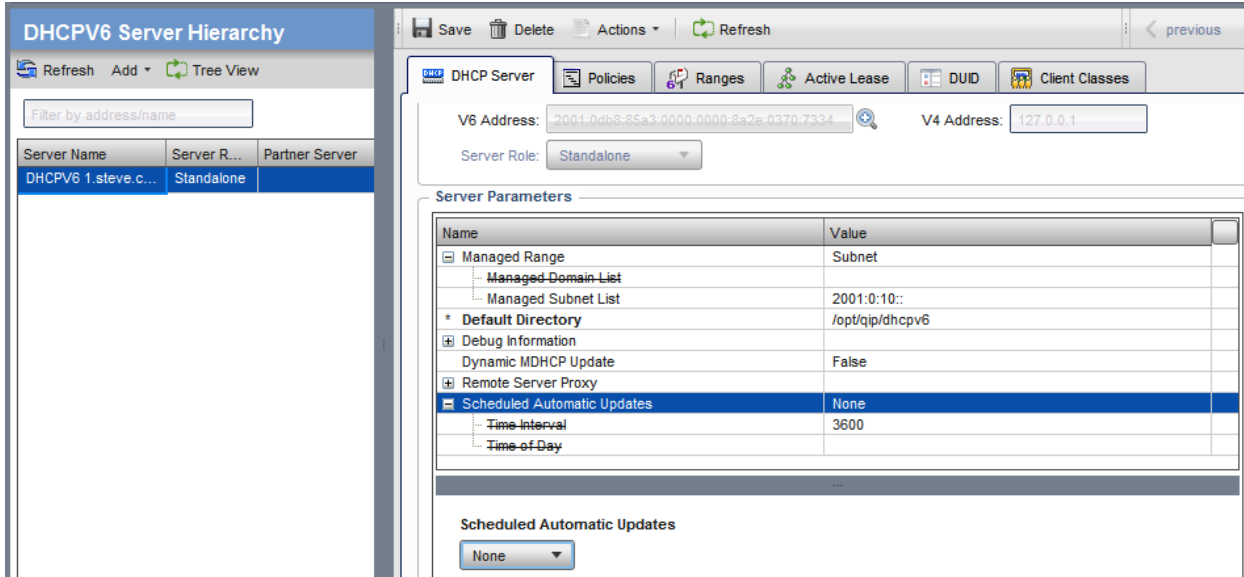 DHCPV6 Server Hierarchy
Refresh Add Tree View
Filter by address/name
Server Name Server R... Partner Server
DHCPV6 1.steve.c... Standalone
Save Delete Actions Refresh previous
DHCP Server Policies Ranges Active Lease DUID Client Classes
V6 Address: 2001:0db8:85a3:0000:0000:8a2e:0370:7334 V4 Address: 127.0.0.1
Server Role: Standalone
Server Parameters
Name Value
Managed Range Subnet
Managed Domain List
Managed Subnet List 2001:0:10::
* Default Directory /opt/qip/dhcpv6
Debug Information
Dynamic MDHCP Update False
Remote Server Proxy
Scheduled Automatic Updates None
Time Interval 3600
Time of Day
Scheduled Automatic Updates
None